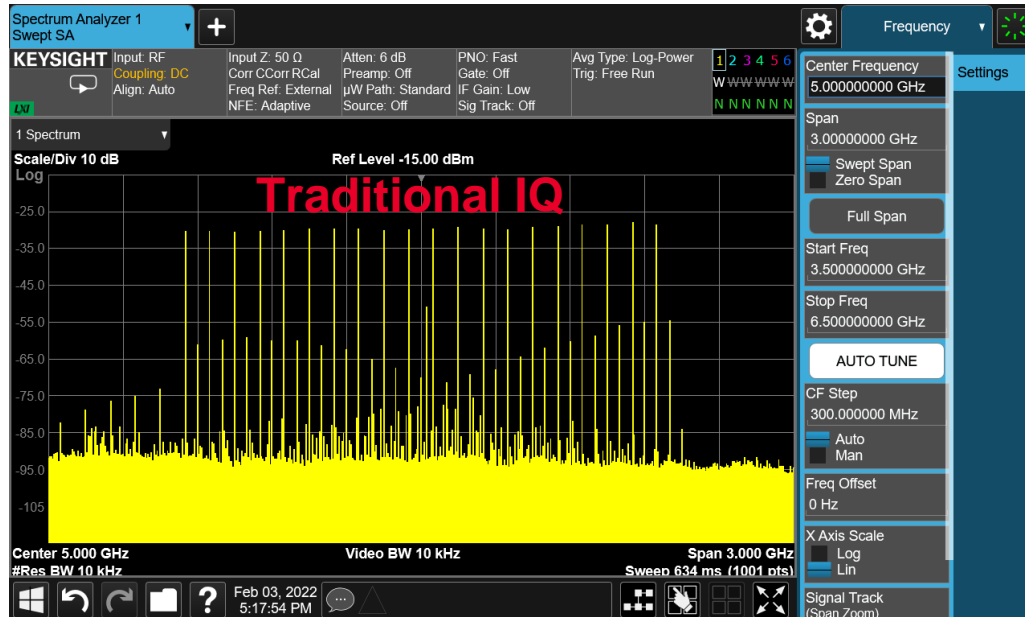 Spectrum Analyzer 1
Swept SA
+
Frequency
KEYSIGHT
LXI
Input: RF
Coupling: DC
Align: Auto
Input Z: 50 Ω
Corr CCorr RCal
Freq Ref: External
NFE: Adaptive
Atten: 6 dB
Preamp: Off
µW Path: Standard
Source: Off
PNO: Fast
Gate: Off
IF Gain: Low
Sig Track: Off
Avg Type: Log-Power
Trig: Free Run
1 2 3 4 5 6
W W W W W W
N N N N N N
1 Spectrum
Scale/Div 10 dB
Ref Level -15.00 dBm
Log
Traditional IQ
-25.0
-35.0
-45.0
-55.0
-65.0
-75.0
-85.0
-95.0
-105
Center 5.000 GHz
Video BW 10 kHz
Span 3.000 GHz
#Res BW 10 kHz
Sweep 634 ms (1001 pts)
Feb 03, 2022
5:17:54 PM
?
Center Frequency
5.000000000 GHz
Settings
Span
3.00000000 GHz
Swept Span
Zero Span
Full Span
Start Freq
3.500000000 GHz
Stop Freq
6.500000000 GHz
AUTO TUNE
CF Step
300.000000 MHz
Auto
Man
Freq Offset
0 Hz
X Axis Scale
Log
Lin
Signal Track
(Span Zoom)